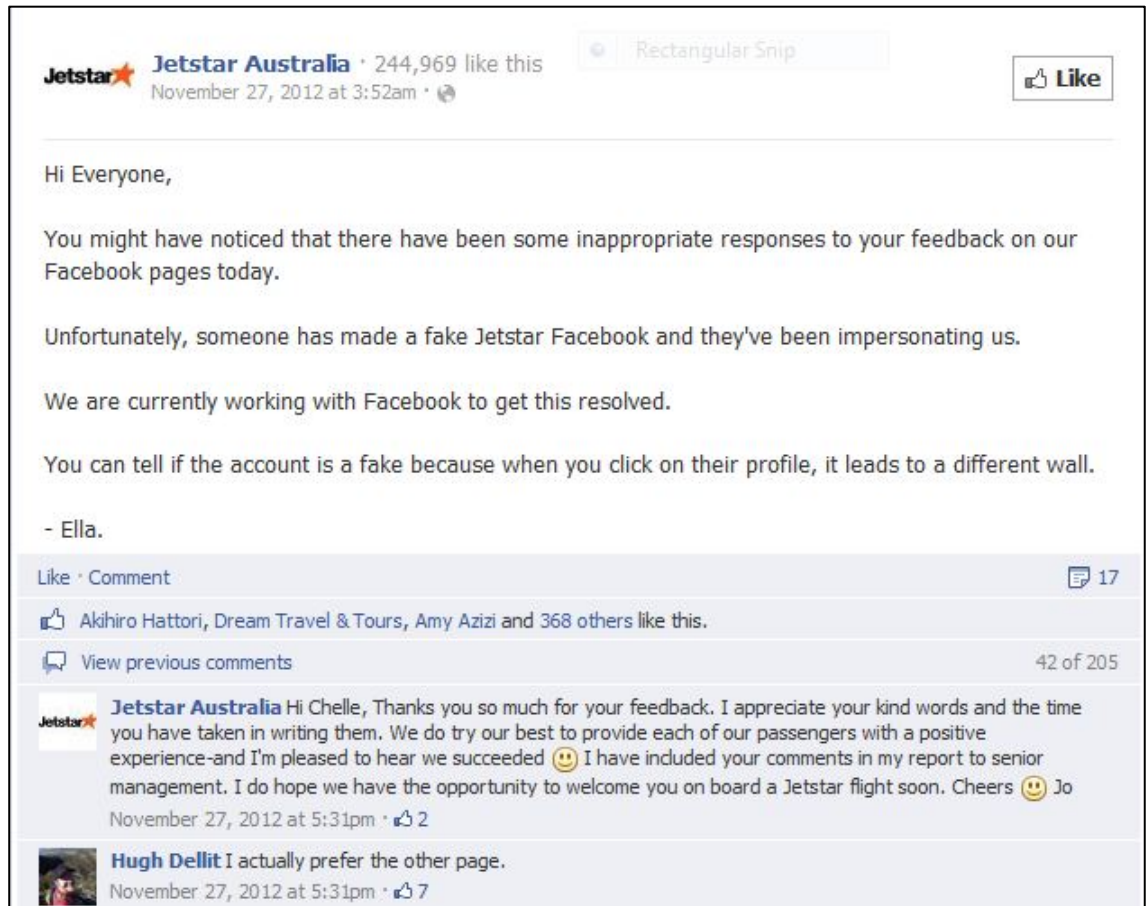 Jetstar
Jetstar Australia · 244,969 like this
November 27, 2012 at 3:52am ·
Rectangular Snip
Like
Hi Everyone,
You might have noticed that there have been some inappropriate responses to your feedback on our
Facebook pages today.
Unfortunately, someone has made a fake Jetstar Facebook and they've been impersonating us.
We are currently working with Facebook to get this resolved.
You can tell if the account is a fake because when you click on their profile, it leads to a different wall.
- Ella.
Like · Comment
17
Akihiro Hattori, Dream Travel & Tours, Amy Azizi and 368 others like this.
View previous comments
42 of 205
Jetstar
Jetstar Australia Hi Chelle, Thanks you so much for your feedback. I appreciate your kind words and the time
you have taken in writing them. We do try our best to provide each of our passengers with a positive
experience-and I'm pleased to hear we succeeded I have included your comments in my report to senior
management. I do hope we have the opportunity to welcome you on board a Jetstar flight soon. Cheers Jo
November 27, 2012 at 5:31pm · 2
Hugh Dellit I actually prefer the other page.
November 27, 2012 at 5:31pm · 7